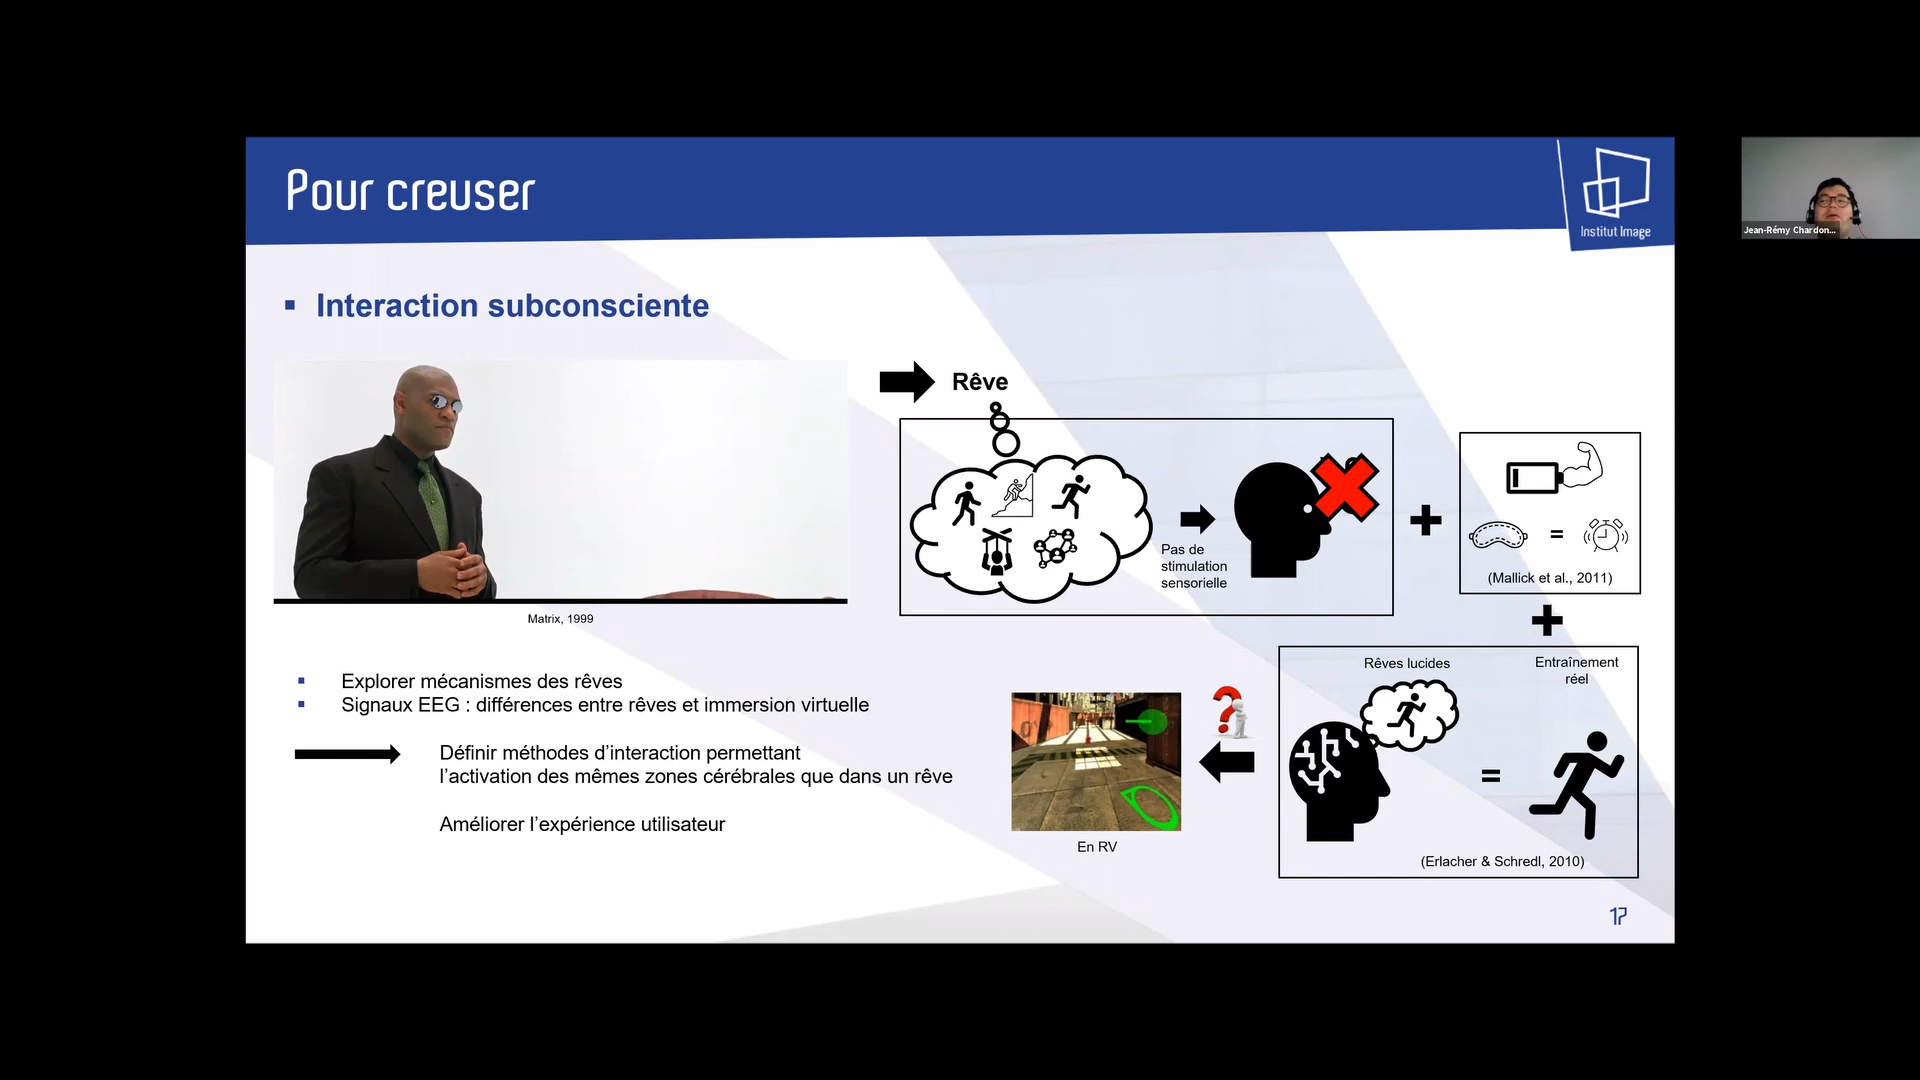 Pour creuser
Institut Image
Jean-Rémy Chardon...
▪ Interaction subconsciente
Rêve
Pas de
stimulation
sensorielle
=
(Mallick et al., 2011)
Matrix, 1999
▪ Explorer mécanismes des rêves
▪ Signaux EEG : différences entre rêves et immersion virtuelle
Définir méthodes d'interaction permettant
l'activation des mêmes zones cérébrales que dans un rêve
Améliorer l'expérience utilisateur
En RV
?
Rêves lucides
Entraînement
réel
=
(Erlacher & Schredl, 2010)
17